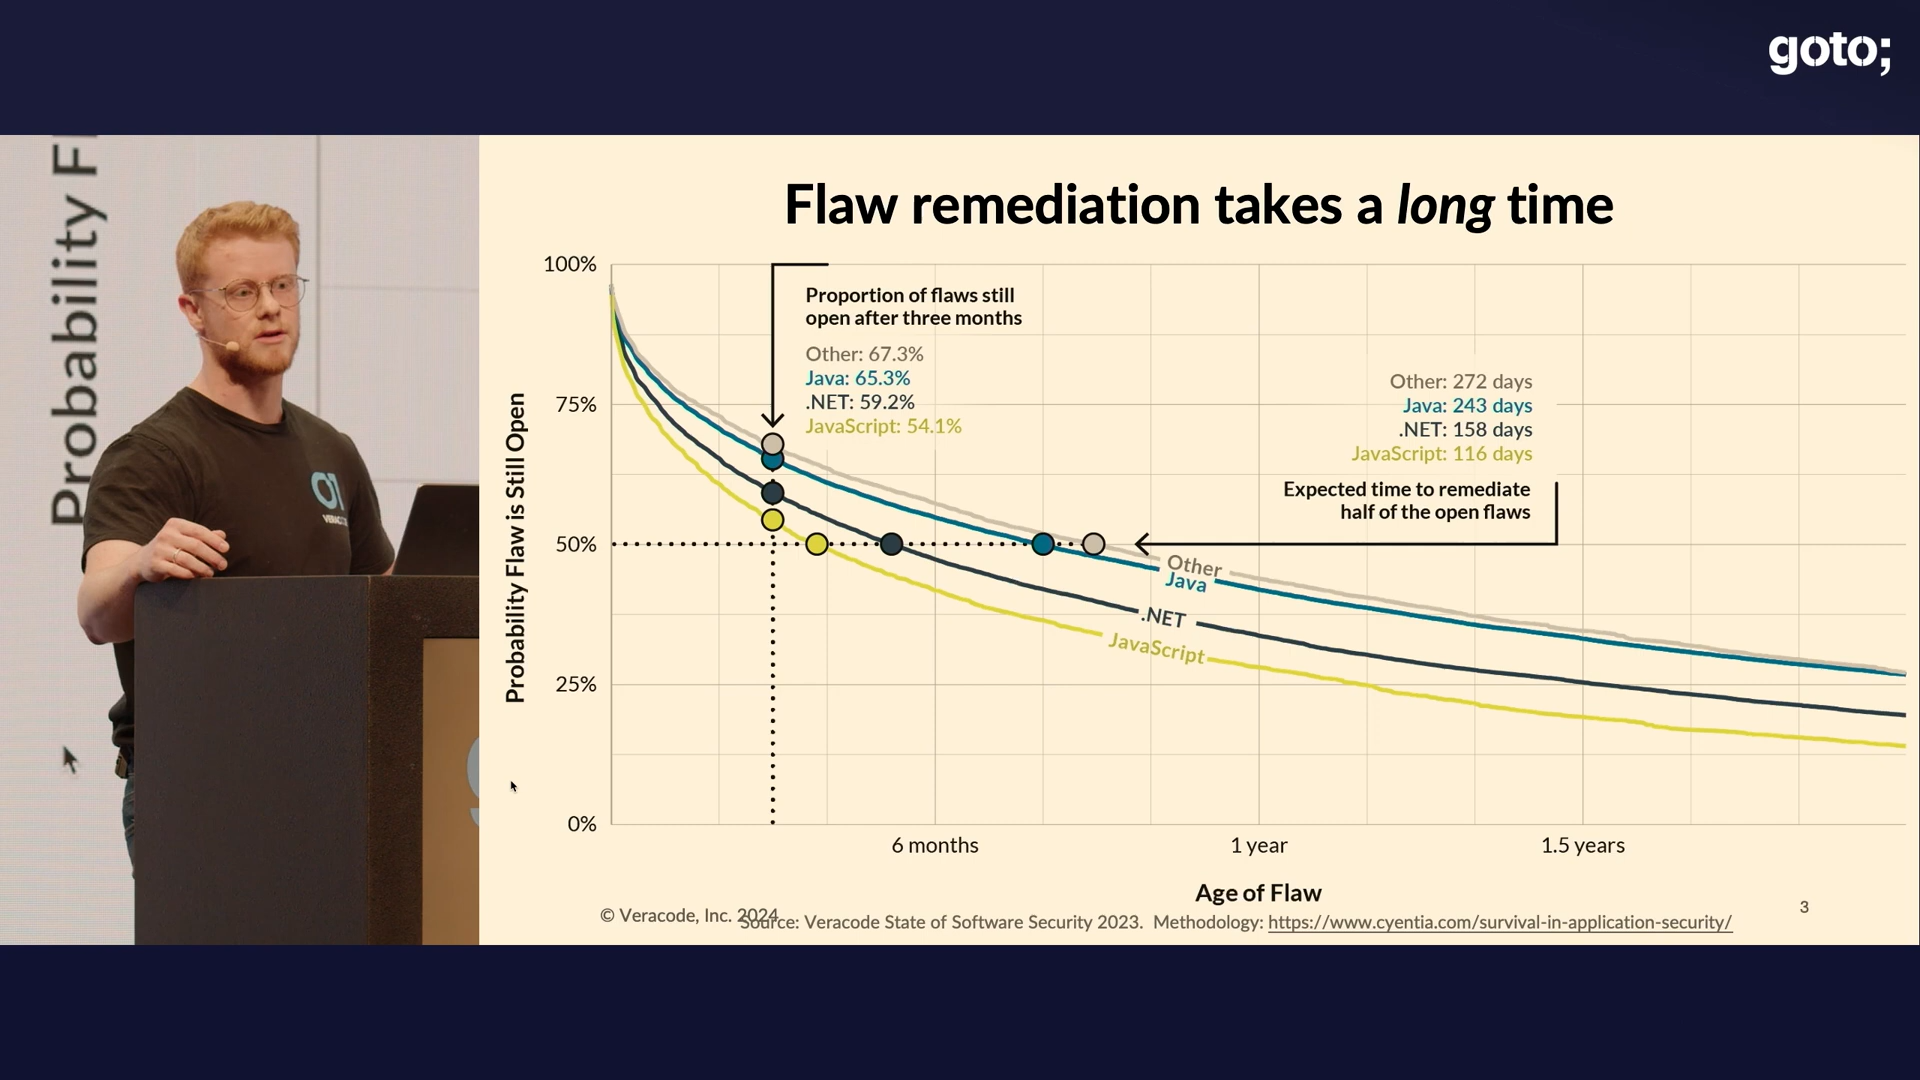 goto;
Probability Fl
Flaw remediation takes a long time
100%
75%
50%
25%
0%
Probability Flaw is Still Open
Proportion of flaws still
open after three months
Other: 67.3%
Java: 65.3%
.NET: 59.2%
JavaScript: 54.1%
Other: 272 days
Java: 243 days
.NET: 158 days
JavaScript: 116 days
Expected time to remediate
half of the open flaws
Other
Java
.NET
JavaScript
6 months
1 year
1.5 years
Age of Flaw
© Veracode, Inc. 2024
Source: Veracode State of Software Security 2023. Methodology: https://www.cyentia.com/survival-in-application-security/
3